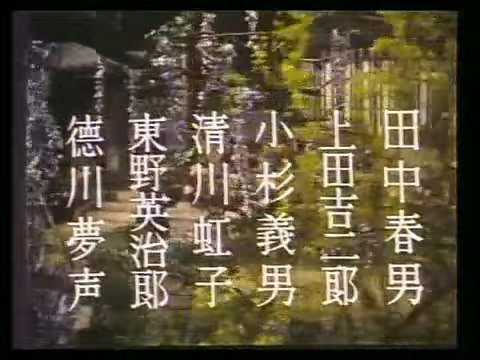 田中春男
上田吉二郎
小杉義男
清川虹子
東野英治郎
徳川夢声